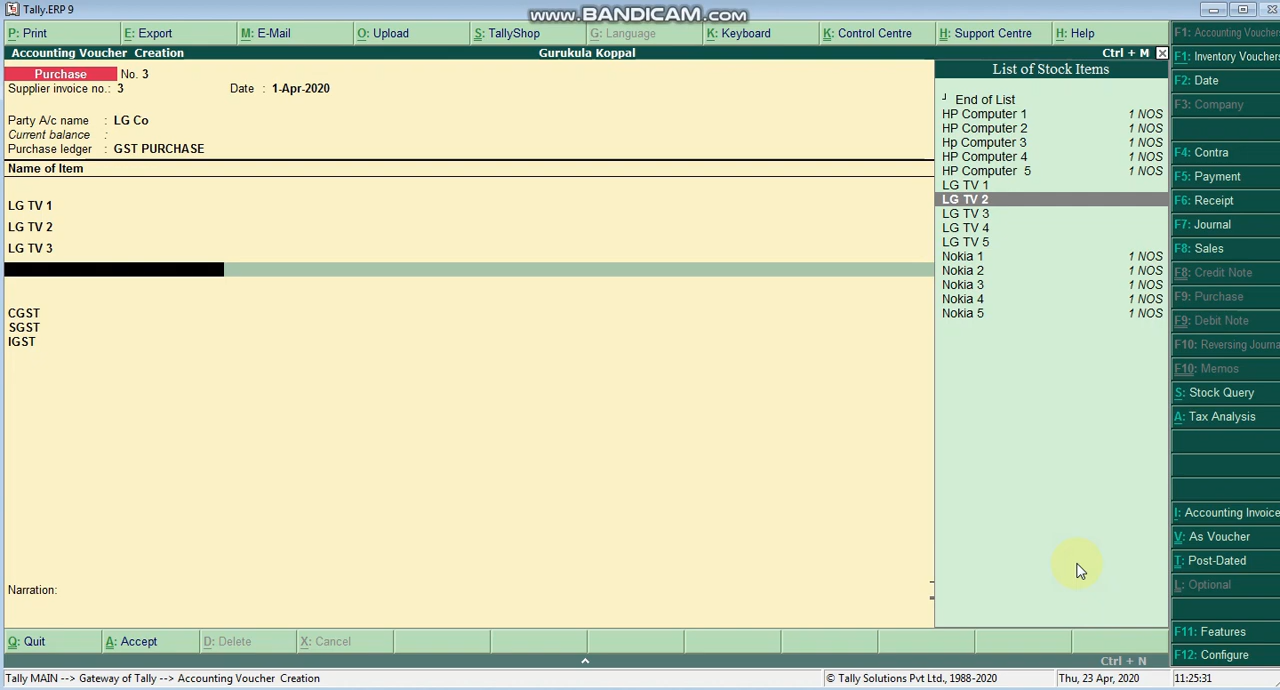 Tally.ERP 9
www.BANDICAM.com
P: Print E: Export M: E-Mail O: Upload S: TallyShop G: Language K: Keyboard K: Control Centre H: Support Centre H: Help
Accounting Voucher Creation Gurukula Koppal Ctrl + M
Purchase No. 3
Supplier invoice no.: 3 Date : 1-Apr-2020
Party A/c name : LG Co
Current balance :
Purchase ledger : GST PURCHASE
Name of Item
LG TV 1
LG TV 2
LG TV 3
CGST
SGST
IGST
Narration:
List of Stock Items
End of List
HP Computer 1 1 NOS
HP Computer 2 1 NOS
Hp Computer 3 1 NOS
HP Computer 4 1 NOS
HP Computer 5 1 NOS
LG TV 1
LG TV 2
LG TV 3
LG TV 4
LG TV 5
Nokia 1 1 NOS
Nokia 2 1 NOS
Nokia 3 1 NOS
Nokia 4 1 NOS
Nokia 5 1 NOS
F1: Accounting Vouchers
F1: Inventory Vouchers
F2: Date
F3: Company
F4: Contra
F5: Payment
F6: Receipt
F7: Journal
F8: Sales
F8: Credit Note
F9: Purchase
F9: Debit Note
F10: Reversing Journa
F10: Memos
S: Stock Query
A: Tax Analysis
I: Accounting Invoice
V: As Voucher
T: Post-Dated
L: Optional
F11: Features
F12: Configure
Q: Quit A: Accept D: Delete X: Cancel
Ctrl + N
Tally MAIN --> Gateway of Tally --> Accounting Voucher Creation © Tally Solutions Pvt Ltd., 1988-2020 Thu, 23 Apr, 2020 11:25:31